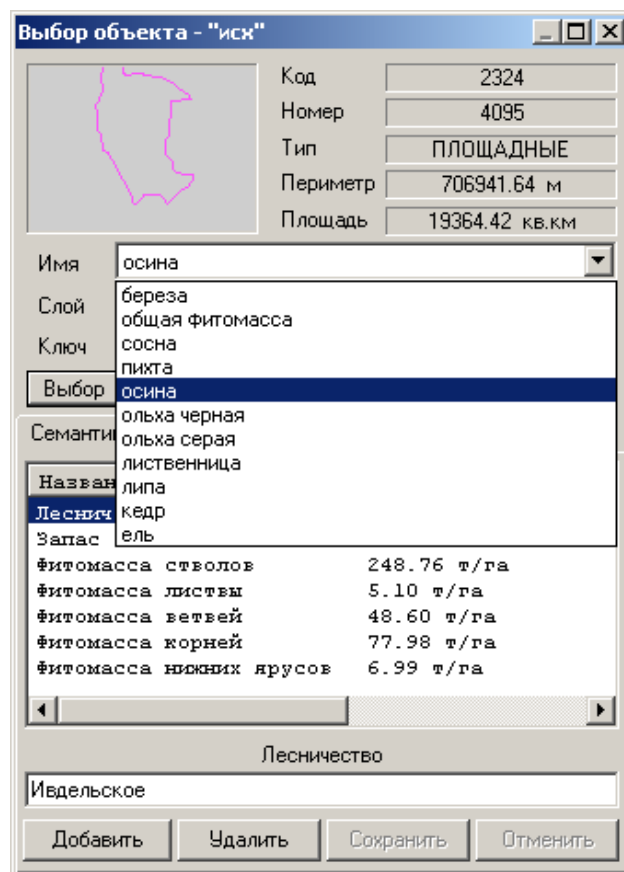 Выбор объекта - "исх"
Код 2324
Номер 4095
Тип ПЛОЩАДНЫЕ
Периметр 706941.64 м
Площадь 19364.42 кв.км
Имя осина
Слой
Ключ
береза
общая фитомасса
сосна
пихта
Выбор осина
ольха черная
Семанти ольха серая
лиственница
Назван липа
Леснич кедр
Запас ель
Фитомасса стволов 248.76 т/га
Фитомасса листвы 5.10 т/га
Фитомасса ветвей 48.60 т/га
Фитомасса корней 77.98 т/га
Фитомасса нижних ярусов 6.99 т/га
Лесничество
Ивдельское
Добавить Удалить Сохранить Отменить